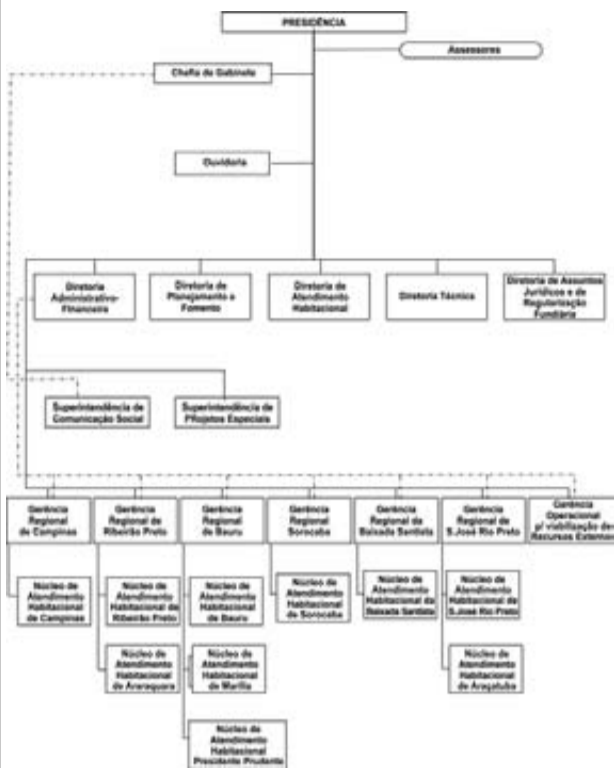 PRESIDÊNCIA
Assessores
Chefia de Gabinete
Ouvidoria
Diretoria
Administrativo-
Financeira
Diretoria de
Planejamento e
Fomento
Diretoria de
Atendimento
Habitacional
Diretoria Técnica
Diretoria de Assuntos
Jurídicos e de
Regularização
Fundiária
Superintendência de
Comunicação Social
Superintendência de
PRojetos Especiais
Gerência
Regional
de Campinas
Gerência
Regional de
Ribeirão Preto
Gerência
Regional
de Bauru
Gerência
Regional
Sorocaba
Gerência
Regional da
Baixada Santista
Gerência
Regional de
S.José Rio Preto
Gerência
Operacional
p/ viabilização de
Recursos Externos
Núcleo de
Atendimento
Habitacional
de Campinas
Núcleo de
Atendimento
Habitacional de
Ribeirão Preto
Núcleo de
Atendimento
Habitacional
de Bauru
Núcleo de
Atendimento
Habitacional
de Sorocaba
Núcleo de
Atendimento
Habitacional da
Baixada Santista
Núcleo de
Atendimento
Habitacional de
S.José Rio Preto
Núcleo de
Atendimento
Habitacional
de Araraquara
Núcleo de
Atendimento
Habitacional
de Marília
Núcleo de
Atendimento
Habitacional
de Araçatuba
Núcleo de
Atendimento
Habitacional
Presidente Prudente